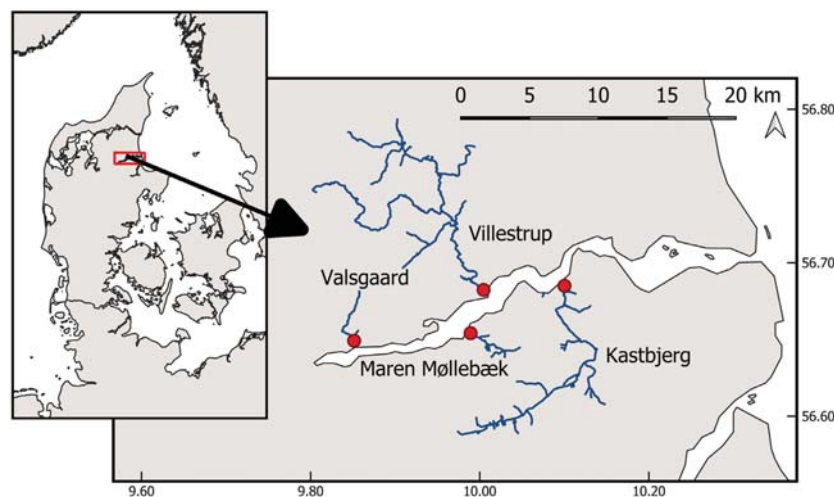 0 5 10 15 20 km
56.80
Villestrup
Valsgaard
56.70
Maren Møllebæk
Kastbjerg
56.60
9.60 9.80 10.00 10.20